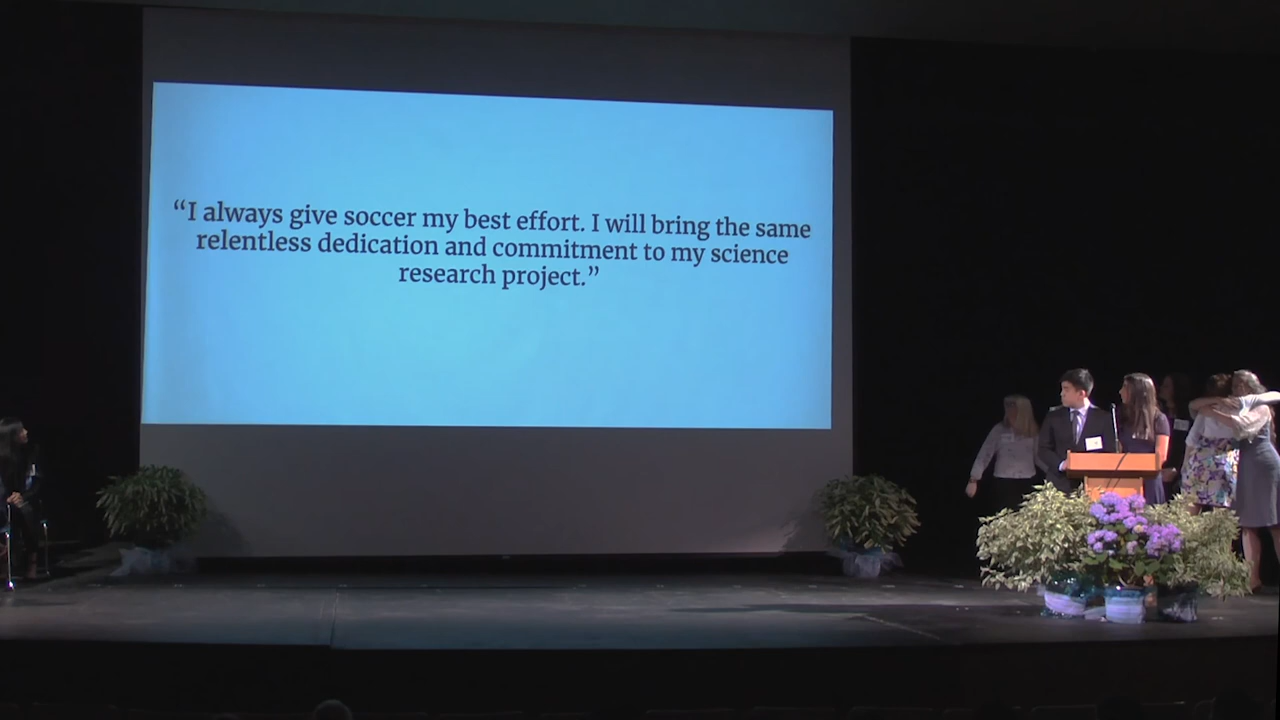 “I always give soccer my best effort. I will bring the same
relentless dedication and commitment to my science
research project.”